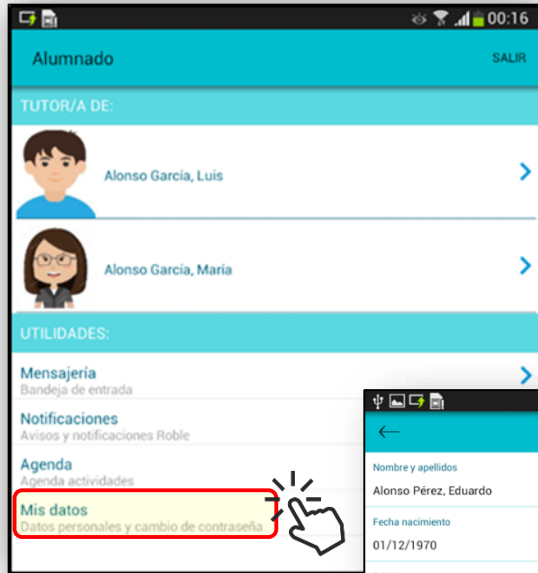 00:16
Alumnado
SALIR
TUTOR/A DE:
Alonso García, Luis
Alonso García, María
UTILIDADES:
Mensajería
Bandeja de entrada
Notificaciones
Avisos y notificaciones Roble
Agenda
Agenda actividades
Mis datos
Datos personales y cambio de contraseña
Nombre y apellidos
Alonso Pérez, Eduardo
Fecha nacimiento
01/12/1970